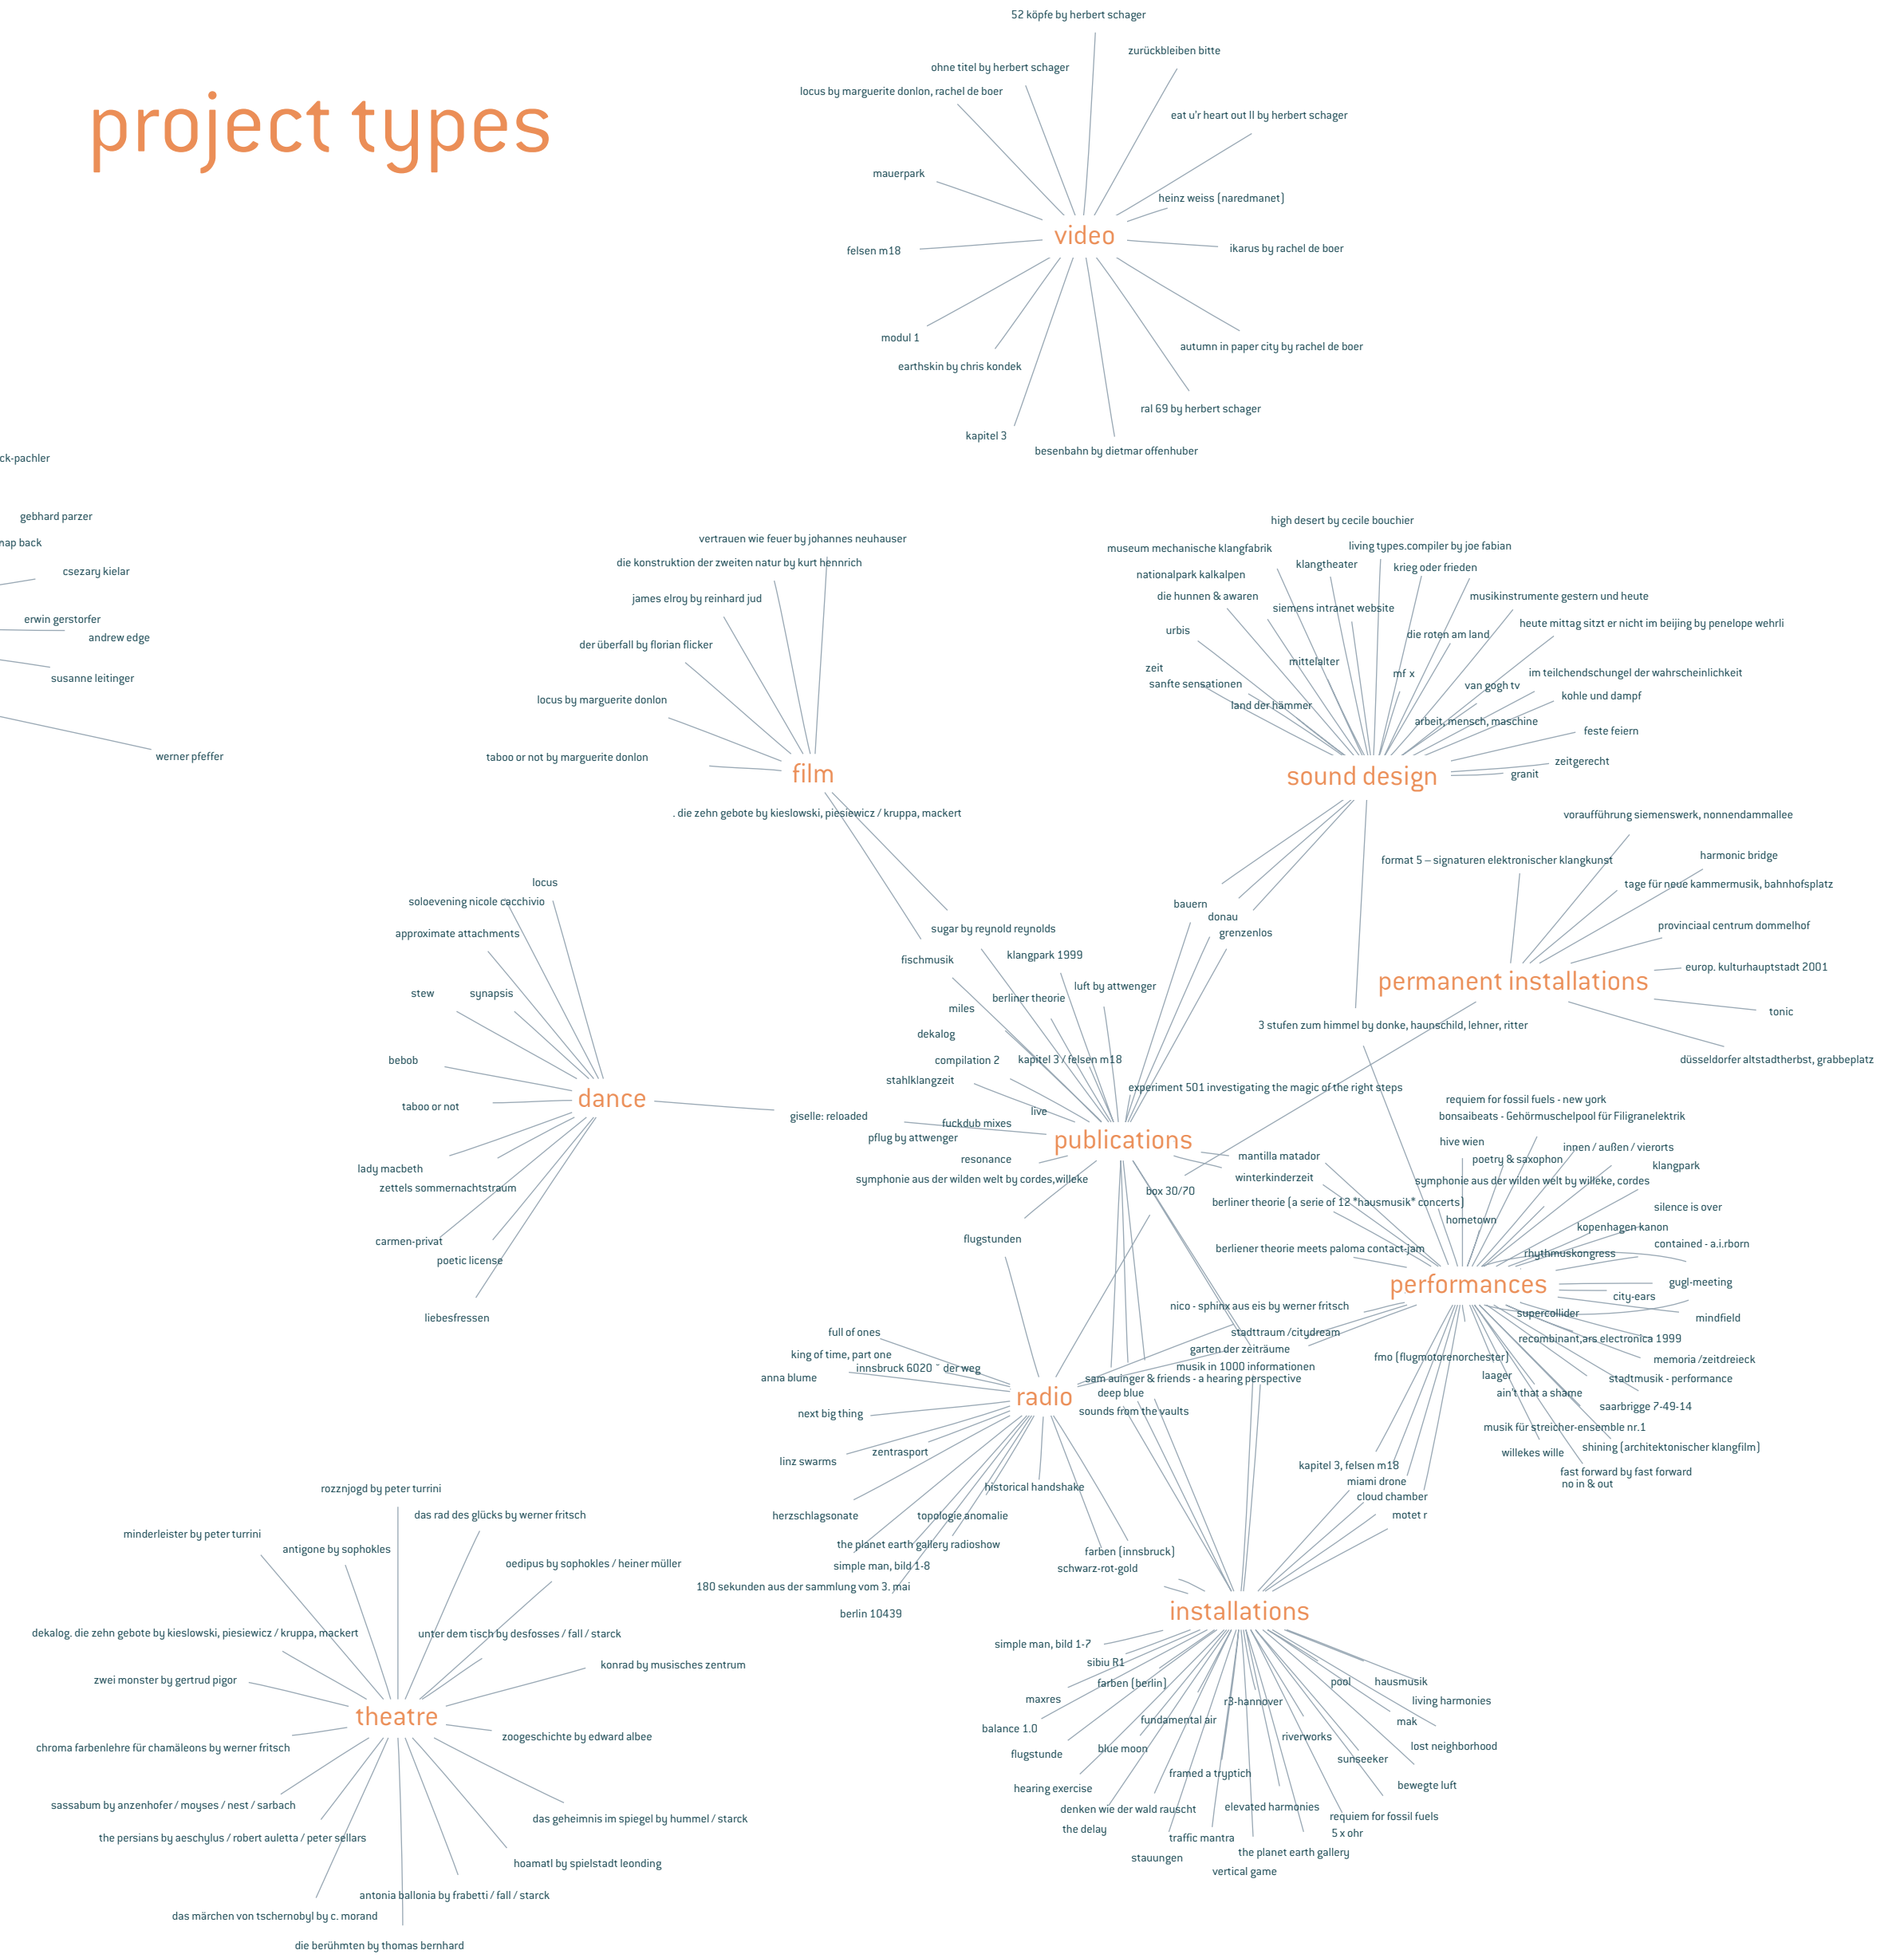 project types
52 köpfe by herbert schager
zurückbleiben bitte
ohne titel by herbert schager
locus by marguerite donlon, rachel de boer
eat u'r heart out II by herbert schager
mauerpark
heinz weiss (naredmanet)
video
felsen m18
ikarus by rachel de boer
modul 1
autumn in paper city by rachel de boer
earthskin by chris kondek
ral 69 by herbert schager
kapitel 3
besenbahn by dietmar offenhuber
ck-pachler
gebhard parzer
nap back
csezary kielar
erwin gerstorfer
andrew edge
susanne leitinger
werner pfeffer
vertrauen wie feuer by johannes neuhauser
die konstruktion der zweiten natur by kurt hennrich
james elroy by reinhard jud
der überfall by florian flicker
locus by marguerite donlon
taboo or not by marguerite donlon
film
. die zehn gebote by kieslowski, piesiewicz / kruppa, mackert
high desert by cecile bouchier
museum mechanische klangfabrik
living types.compiler by joe fabian
klangtheater
krieg oder frieden
nationalpark kalkalpen
die hunnen & awaren
musikinstrumente gestern und heute
siemens intranet website
heute mittag sitzt er nicht im beijing by penelope wehrli
urbis
die roten am land
mittelalter
zeit
mf x
im teilchendschungel der wahrscheinlichkeit
sanfte sensationen
van gogh tv
kohle und dampf
land der hämmer
arbeit, mensch, maschine
feste feiern
zeitgerecht
sound design
granit
voraufführung siemenswerk, nonnendammallee
format 5 – signaturen elektronischer klangkunst
harmonic bridge
tage für neue kammermusik, bahnhofsplatz
provinciaal centrum dommelhof
europ. kulturhauptstadt 2001
permanent installations
tonic
düsseldorfer altstadtherbst, grabbeplatz
3 stufen zum himmel by donke, haunschild, lehner, ritter
locus
soloevening nicole cacchivio
approximate attachments
stew
synapsis
bebob
dance
taboo or not
giselle: reloaded
lady macbeth
zettels sommernachtstraum
carmen-privat
poetic license
liebesfressen
bauern
donau
grenzenlos
sugar by reynold reynolds
fischmusik
klangpark 1999
luft by attwenger
berliner theorie
miles
dekalog
compilation 2
kapitel 3 / felsen m18
stahlklangzeit
experiment 501 investigating the magic of the right steps
live
fuckdub mixes
pflug by attwenger
publications
resonance
mantilla matador
symphonie aus der wilden welt by cordes,willeke
winterkinderzeit
box 30/70
flugstunden
requiem for fossil fuels - new york
bonsaibeats - Gehörmuschelpool für Filigranelektrik
hive wien
innen / außen / vierorts
poetry & saxophon
klangpark
symphonie aus der wilden welt by willeke, cordes
berliner theorie (a serie of 12 *hausmusik* concerts)
silence is over
hometown
kopenhagen kanon
contained - a.i.rborn
berliener theorie meets paloma contact-jam
rhythmuskongress
performances
gugl-meeting
city-ears
nico - sphinx aus eis by werner fritsch
supercollider
mindfield
stadttraum /citydream
recombinant,ars electronica 1999
garten der zeiträume
fmo (flugmotorenorchester)
memoria /zeitdreieck
musik in 1000 informationen
laager
stadtmusik - performance
sam auinger & friends - a hearing perspective
deep blue
ain't that a shame
saarbrigge 7-49-14
sounds from the vaults
musik für streicher-ensemble nr.1
willekes wille
shining (architektonischer klangfilm)
fast forward by fast forward
no in & out
full of ones
king of time, part one
innsbruck 6020 ~ der weg
anna blume
radio
next big thing
zentrasport
linz swarms
historical handshake
herzschlagsonate
topologie anomalie
the planet earth gallery radioshow
simple man, bild 1-8
180 sekunden aus der sammlung vom 3. mai
berlin 10439
farben (innsbruck)
schwarz-rot-gold
kapitel 3, felsen m18
miami drone
cloud chamber
motet r
installations
simple man, bild 1-7
sibiu R1
farben (berlin)
pool
hausmusik
maxres
r3-hannover
living harmonies
balance 1.0
fundamental air
mak
flugstunde
blue moon
riverworks
lost neighborhood
sunseeker
framed a tryptich
hearing exercise
bewegte luft
denken wie der wald rauscht
elevated harmonies
requiem for fossil fuels
the delay
5 x ohr
traffic mantra
the planet earth gallery
stauungen
vertical game
rozznjogd by peter turrini
das rad des glücks by werner fritsch
minderleister by peter turrini
antigone by sophokles
oedipus by sophokles / heiner müller
dekalog. die zehn gebote by kieslowski, piesiewicz / kruppa, mackert
unter dem tisch by desfosses / fall / starck
konrad by musisches zentrum
zwei monster by gertrud pigor
theatre
zoogeschichte by edward albee
chroma farbenlehre für chamäleons by werner fritsch
sassabum by anzenhofer / moyses / nest / sarbach
das geheimnis im spiegel by hummel / starck
the persians by aeschylus / robert auletta / peter sellars
hoamatl by spielstadt leonding
antonia ballonia by frabetti / fall / starck
das märchen von tschernobyl by c. morand
die berühmten by thomas bernhard